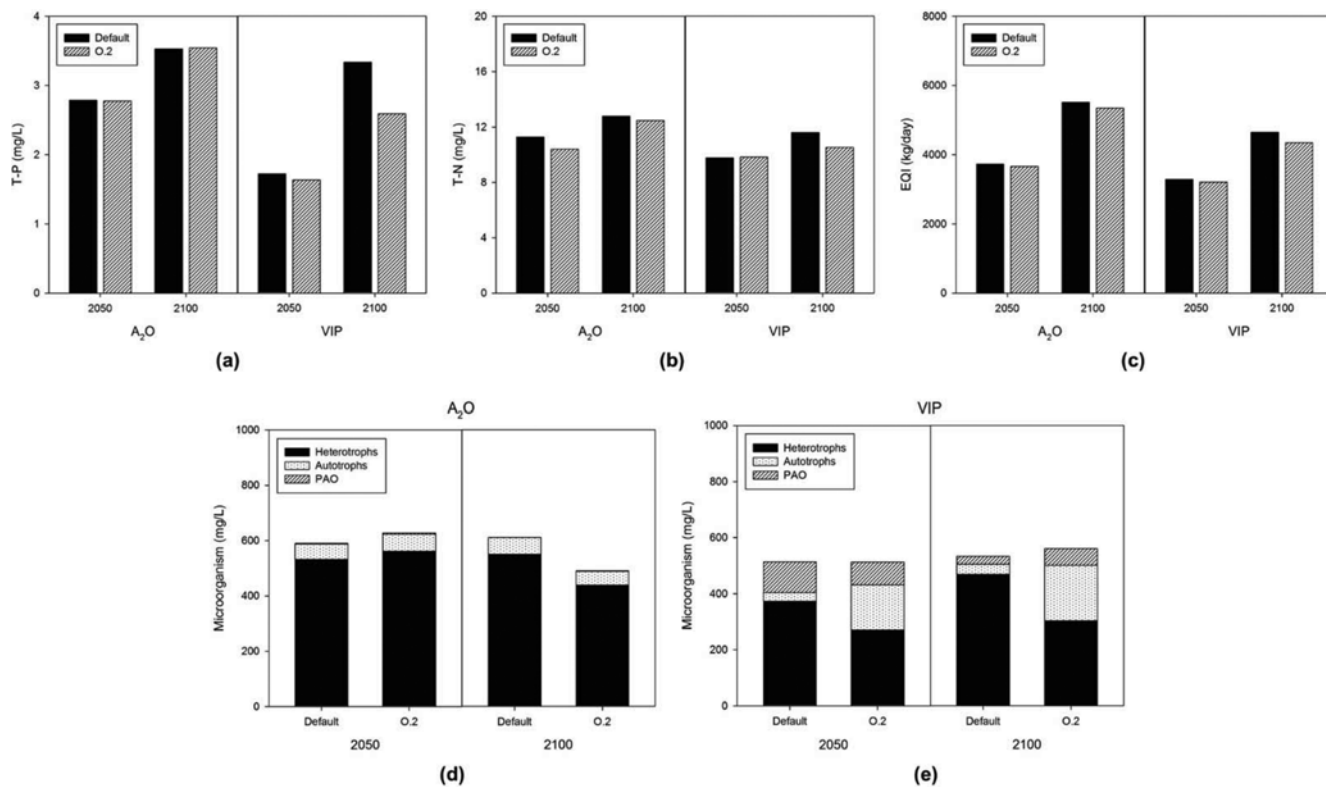 4
3
2
1
0
T-P (mg/L)
Default
O.2
2050 2100 2050 2100
A₂O VIP
(a)
20
16
12
8
4
0
T-N (mg/L)
Default
O.2
2050 2100 2050 2100
A₂O VIP
(b)
8000
6000
4000
2000
0
EQI (kg/day)
Default
O.2
2050 2100 2050 2100
A₂O VIP
(c)
A₂O
1000
800
600
400
200
0
Microorganism (mg/L)
Heterotrophs
Autotrophs
PAO
Default O.2 Default O.2
2050 2100
(d)
VIP
1000
800
600
400
200
0
Microorganism (mg/L)
Heterotrophs
Autotrophs
PAO
Default O.2 Default O.2
2050 2100
(e)